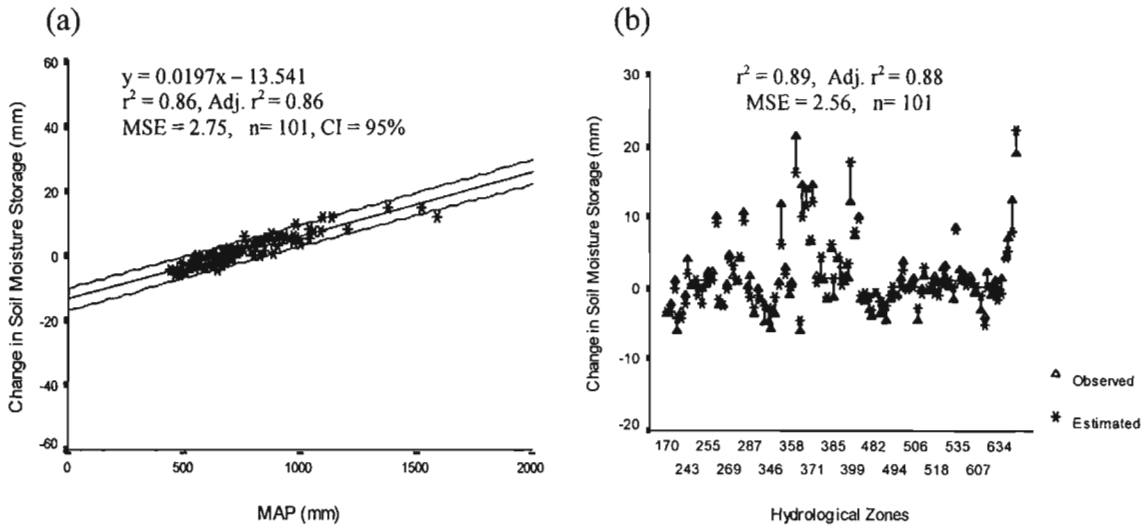 (a)
y = 0.0197x – 13.541
r² = 0.86, Adj. r² = 0.86
MSE = 2.75, n= 101, CI = 95%
Change in Soil Moisture Storage (mm)
60
40
20
0
-20
-40
-60
0 500 1000 1500 2000
MAP (mm)
(b)
r² = 0.89, Adj. r² = 0.88
MSE = 2.56, n= 101
Change in Soil Moisture Storage (mm)
30
20
10
0
-10
-20
170 255 287 358 385 482 506 535 634
243 269 346 371 399 494 518 607
Hydrological Zones
Observed
Estimated